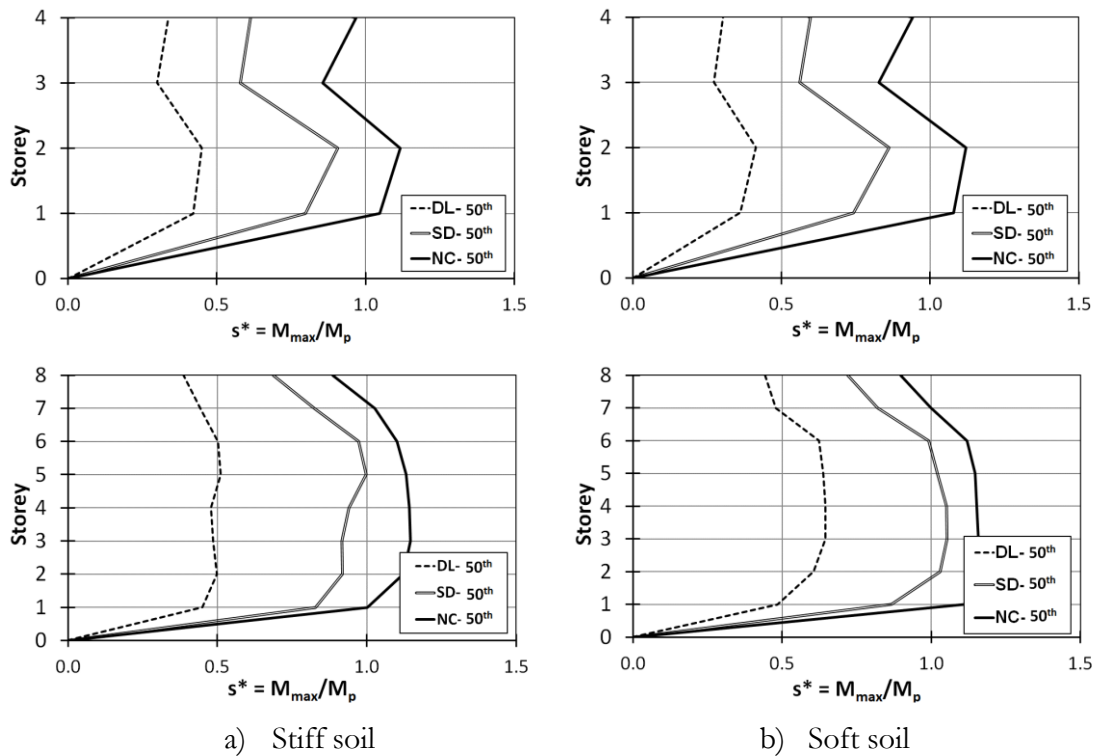 4
3
2
1
0
Storey
DL- 50th
SD- 50th
NC- 50th
0.0 0.5 1.0 1.5
s* = Mmax/Mp
4
3
2
1
0
Storey
DL- 50th
SD- 50th
NC- 50th
0.0 0.5 1.0 1.5
s* = Mmax/Mp
8
7
6
5
4
3
2
1
0
Storey
DL- 50th
SD- 50th
NC- 50th
0.0 0.5 1.0 1.5
s* = Mmax/Mp
8
7
6
5
4
3
2
1
0
Storey
DL- 50th
SD- 50th
NC- 50th
0.0 0.5 1.0 1.5
s* = Mmax/Mp
a) Stiff soil
b) Soft soil